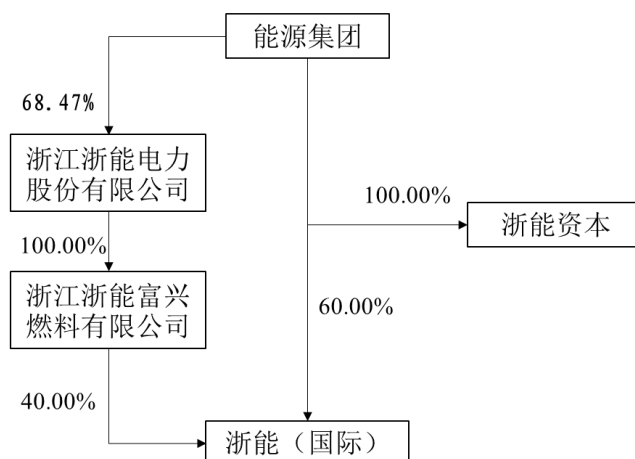 能源集团
68.47%
浙江浙能电力
股份有限公司
100.00%
浙能资本
100.00%
浙江浙能富兴
燃料有限公司
60.00%
40.00%
浙能（国际）